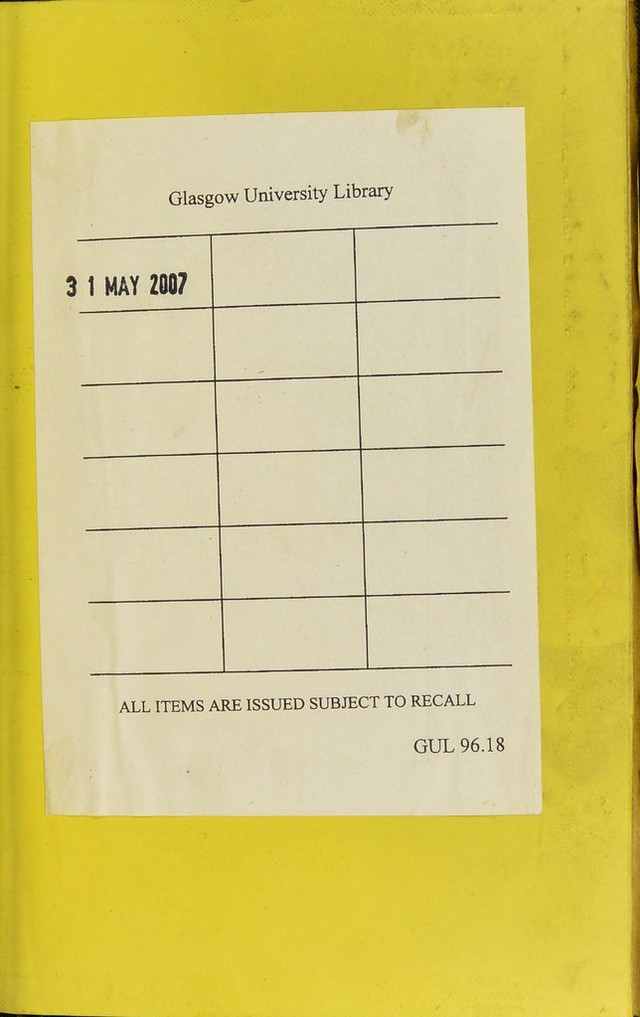 Glasgow University Library
3 1 MAY 2007
ALL ITEMS ARE ISSUED SUBJECT TO RECALL
GUL 96.18